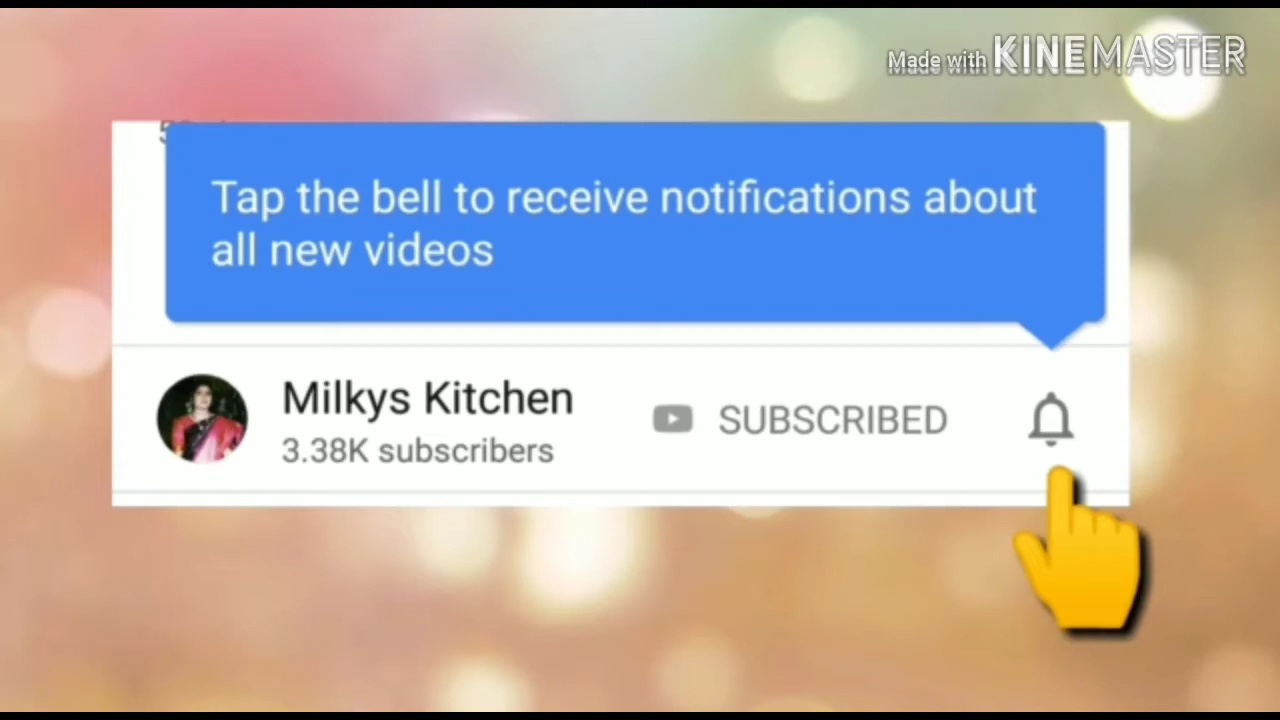 Made with KINEMASTER
Tap the bell to receive notifications about
all new videos
Milkys Kitchen
3.38K subscribers
SUBSCRIBED